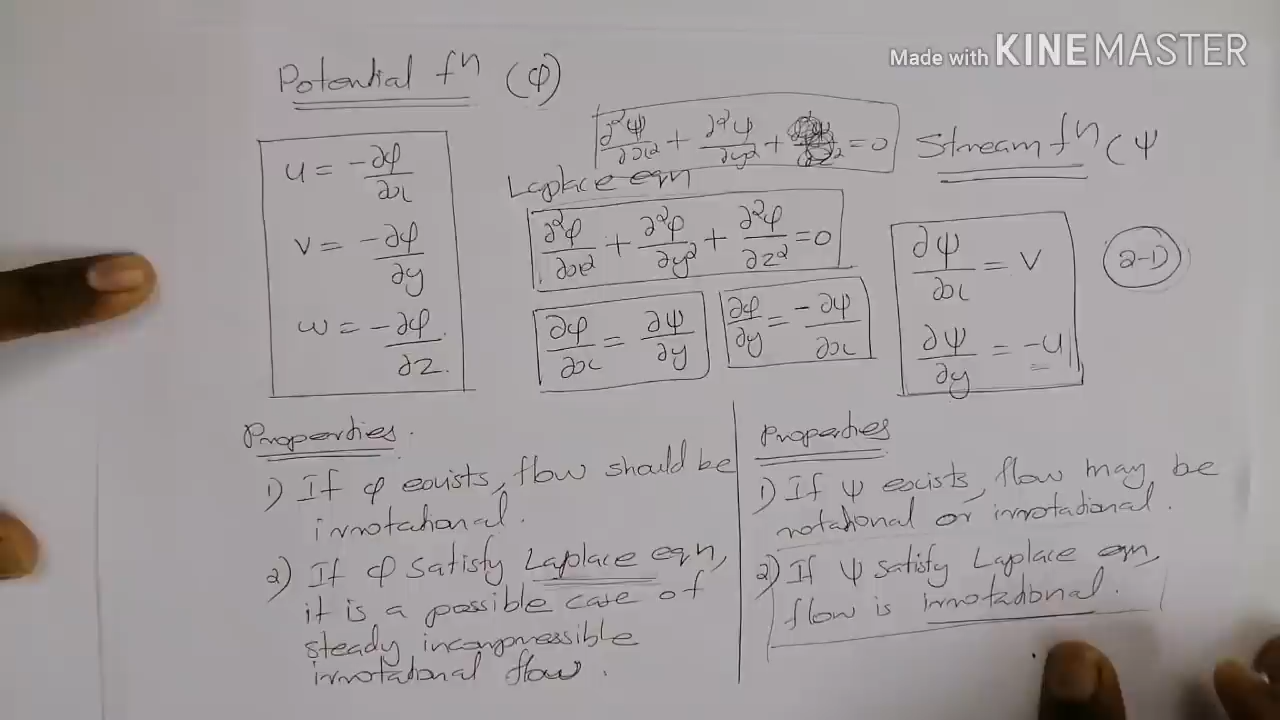 Made with KINEMASTER
Potential fⁿ (φ)
u = -∂φ/∂x
v = -∂φ/∂y
w = -∂φ/∂z
∂²ψ/∂x² + ∂²ψ/∂y² + = 0
Laplace eqn
∂²φ/∂x² + ∂²φ/∂y² + ∂²φ/∂z² = 0
∂φ/∂x = ∂ψ/∂y
∂φ/∂y = -∂ψ/∂x
Stream fⁿ (ψ
∂ψ/∂x = v
∂ψ/∂y = -u
2-D
Properties.
1) If φ exists, flow should be
irrotational.
2) If φ satisfy Laplace eqn,
it is a possible case of
steady incompressible
irrotational flow.
Properties
1) If ψ exists, flow may be
rotational or irrotational.
2) If ψ satisfy Laplace eqn,
flow is irrotational.